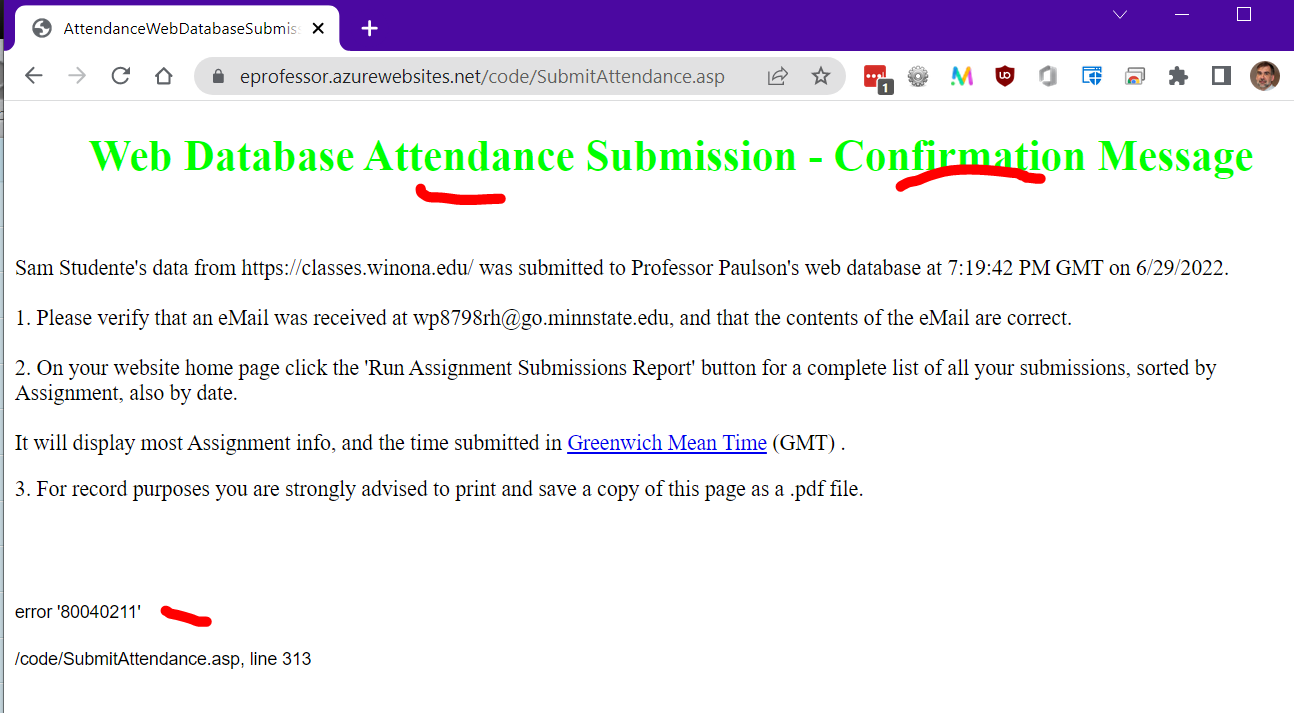 AttendanceWebDatabaseSubmis
eprofessor.azurewebsites.net/code/SubmitAttendance.asp
1
Web Database Attendance Submission - Confirmation Message
Sam Studente's data from https://classes.winona.edu/ was submitted to Professor Paulson's web database at 7:19:42 PM GMT on 6/29/2022.
1. Please verify that an eMail was received at wp8798rh@go.minnstate.edu, and that the contents of the eMail are correct.
2. On your website home page click the 'Run Assignment Submissions Report' button for a complete list of all your submissions, sorted by
Assignment, also by date.
It will display most Assignment info, and the time submitted in Greenwich Mean Time (GMT) .
3. For record purposes you are strongly advised to print and save a copy of this page as a .pdf file.
error '80040211'
/code/SubmitAttendance.asp, line 313